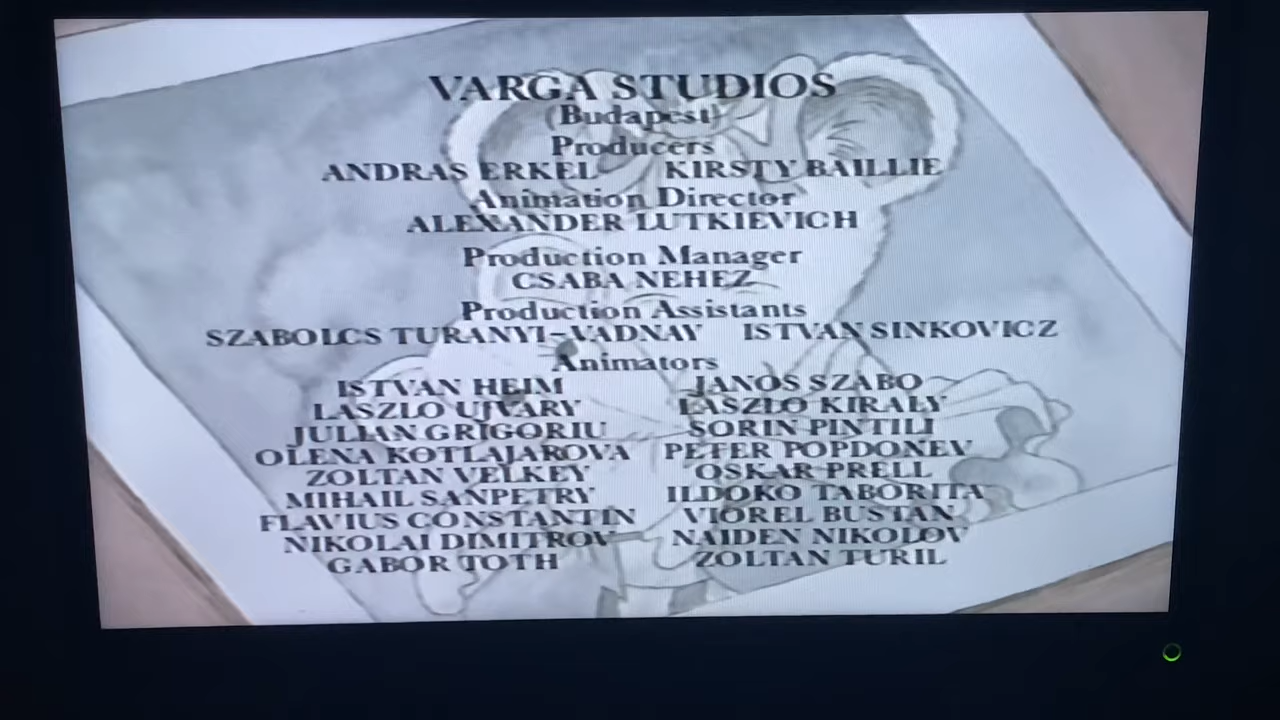 VARGA STUDIOS
(Budapest)
Producers
ANDRAS ERKEL KIRSTY BAILLIE
Animation Director
ALEXANDER LUTKIEVICH
Production Manager
CSABA NEHEZ
Production Assistants
SZABOLCS TURANYI-VADNAY ISTVAN SINKOVICZ
Animators
ISTVAN HEIM JANOS SZABO
LASZLO UJVARY LASZLO KIRALY
JULIAN GRIGORIU SORIN PINTILI
OLENA KOTLAJAROVA PETER POPDONEV
ZOLTAN VELKEY OSKAR PRELL
MIHAIL SANPETRY ILDOKO TABORITA
FLAVIUS CONSTANTIN VIOREL BUSTAN
NIKOLAI DIMITROV NAIDEN NIKOLOV
GABOR TOTH ZOLTAN TURIL